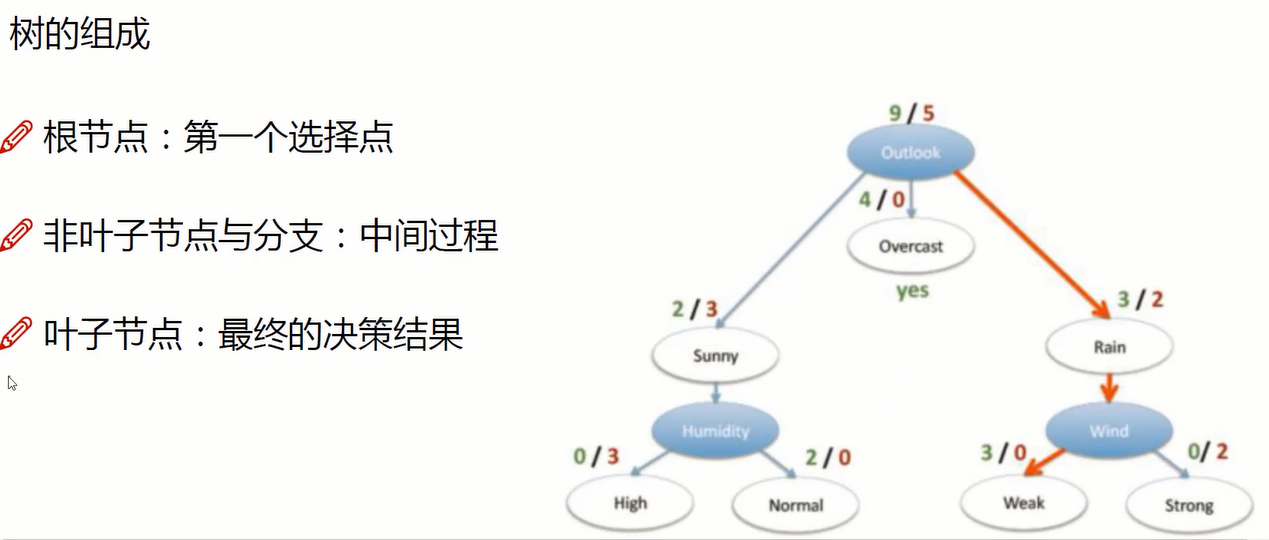 树的组成
根节点：第一个选择点
非叶子节点与分支：中间过程
叶子节点：最终的决策结果
9 / 5
Outlook
4 / 0
Overcast
yes
2 / 3
3 / 2
Sunny
Rain
Humidity
Wind
0 / 3
2 / 0
3 / 0
0/ 2
High
Normal
Weak
Strong